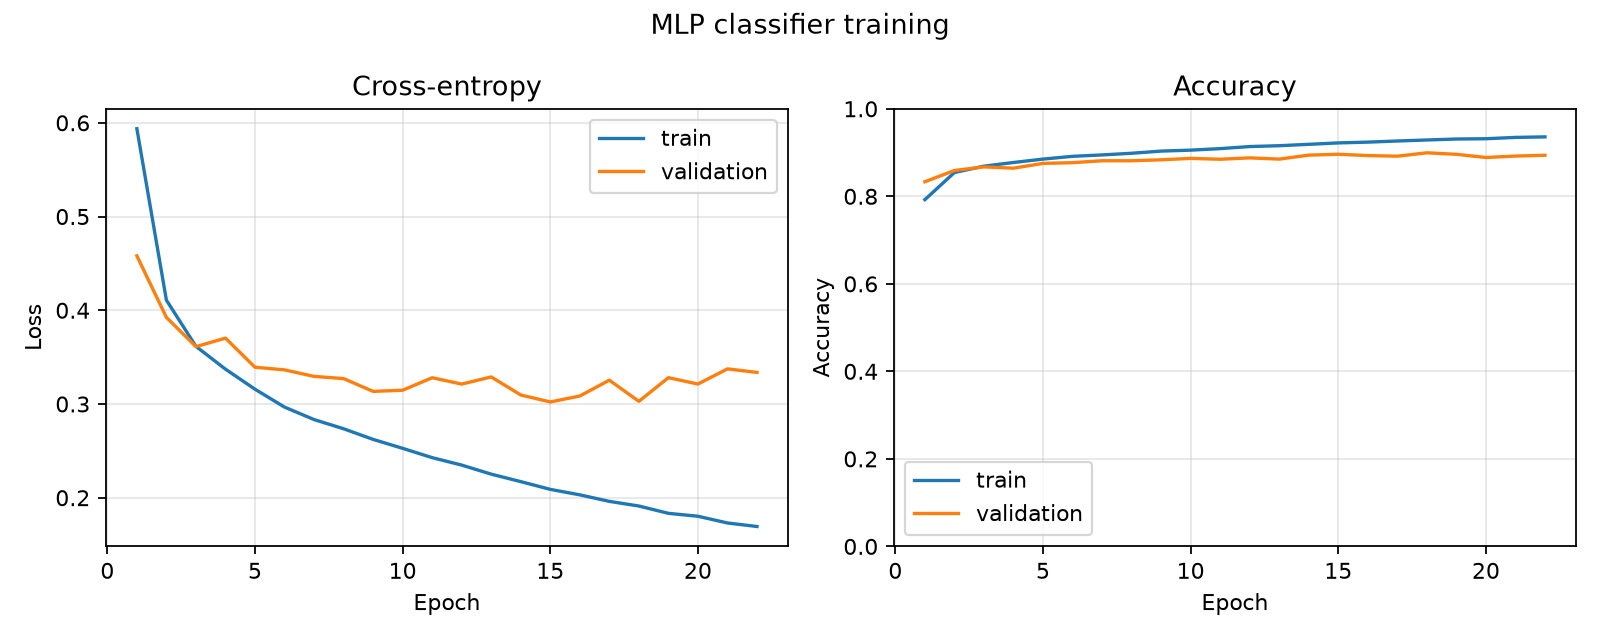 MLP classifier training
Cross-entropy
0.6
0.5
0.4
0.3
0.2
Loss
0
5
10
15
20
Epoch
train
validation
Accuracy
1.0
0.8
0.6
0.4
0.2
0.0
Accuracy
0
5
10
15
20
Epoch
train
validation